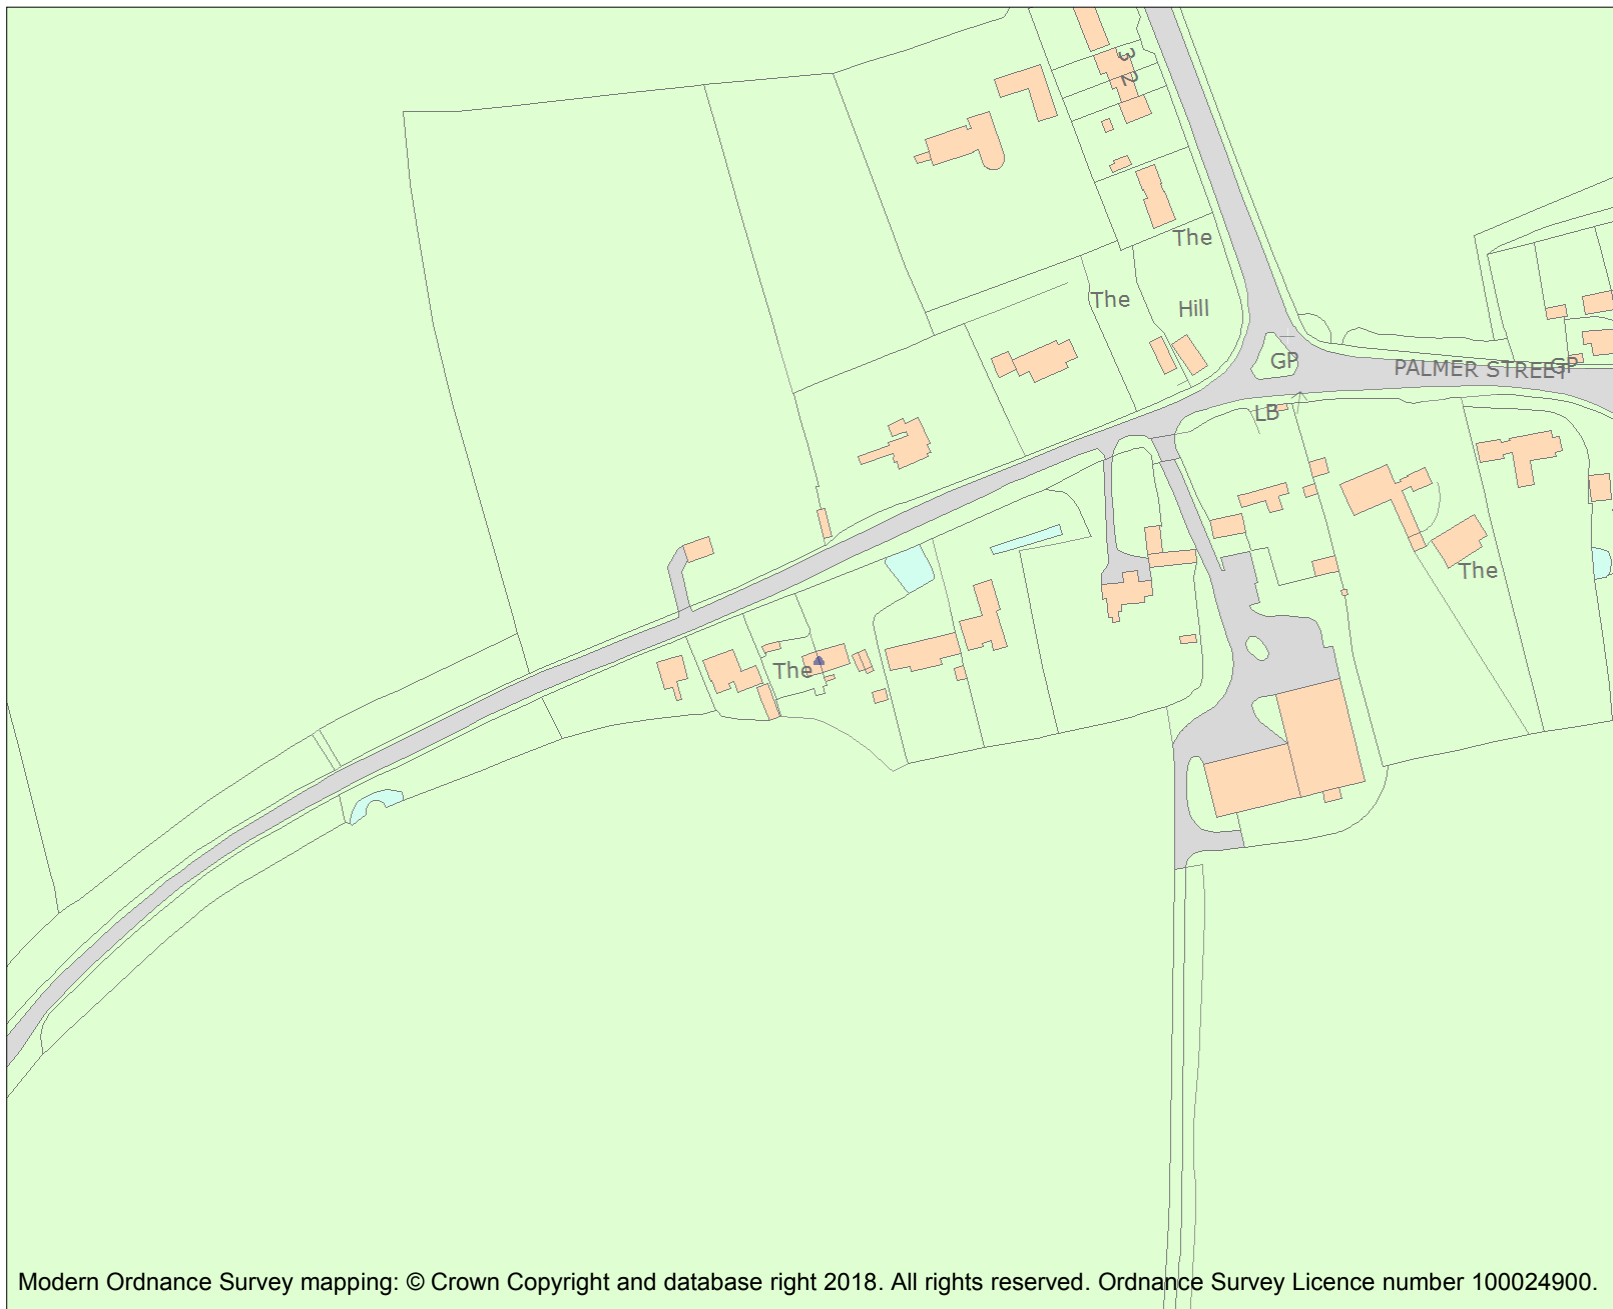 3
2
The
The
Hill
GP
PALMER STREET
GP
LB
The
The
Modern Ordnance Survey mapping: © Crown Copyright and database right 2018. All rights reserved. Ordnance Survey Licence number 100024900.